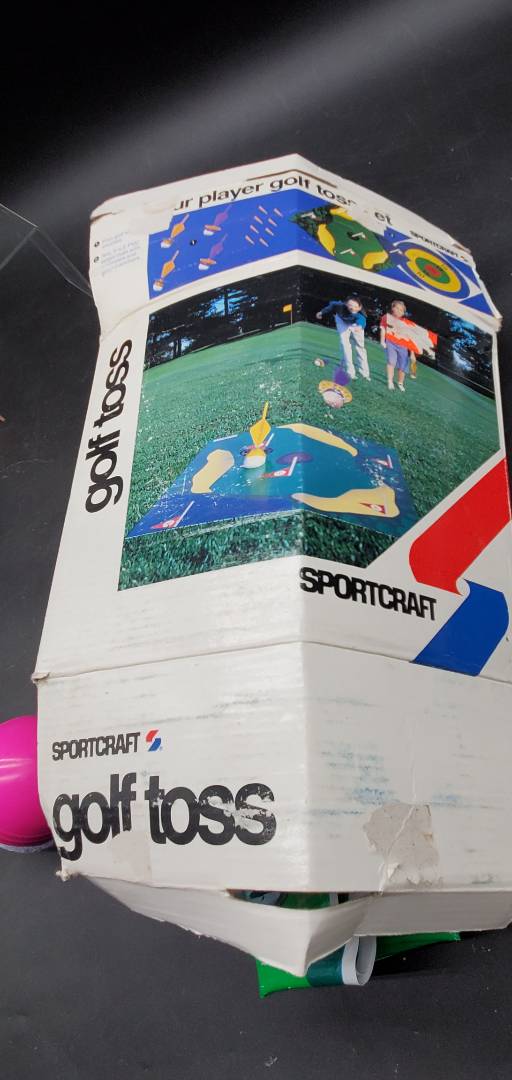 ur player golf toss et
SPORTCRAFT
golf toss
SPORTCRAFT
SPORTCRAFT
golf toss